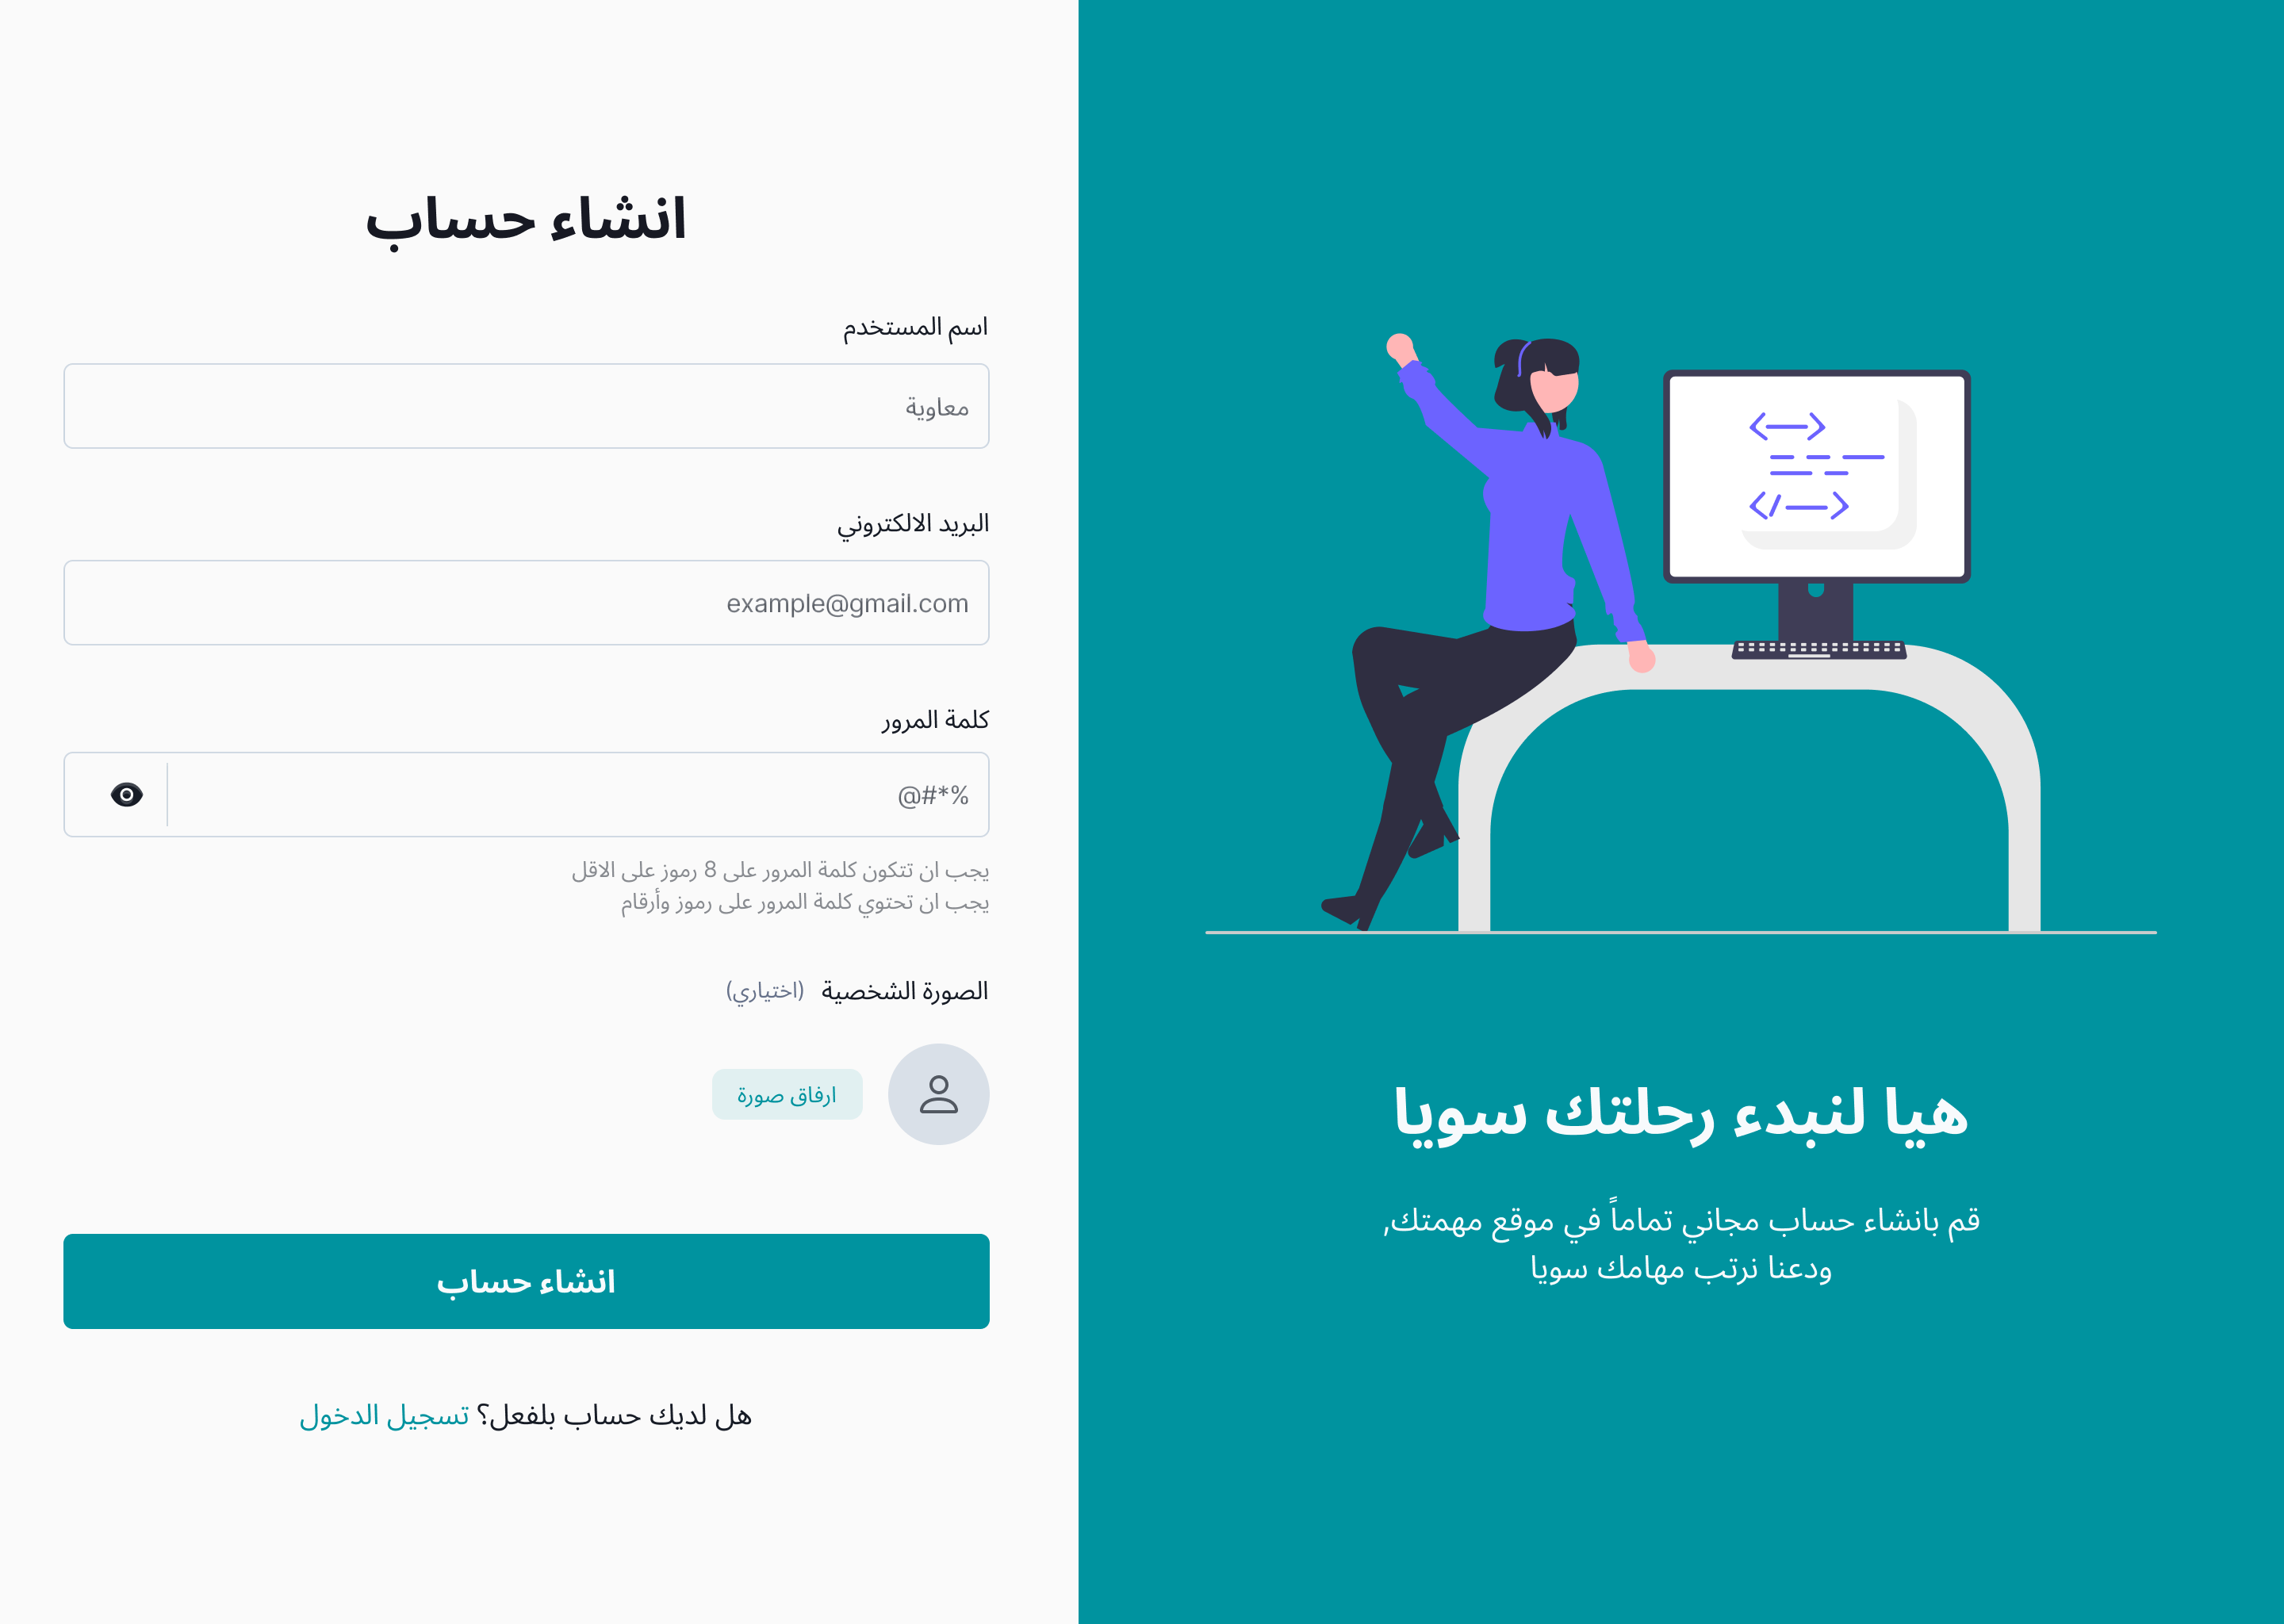 هيا لنبدء رحلتك سويا
قم بانشاء حساب مجاني تماماً في موقع مهمتك,
ودعنا نرتب مهامك سويا
انشاء حساب
اسم المستخدم
معاوية
البريد الالكتروني
example@gmail.com
كلمة المرور
@#*%
يجب ان تتكون كلمة المرور على 8 رموز على الاقل
يجب ان تحتوي كلمة المرور على رموز وأرقام
الصورة الشخصية (اختياري)
ارفاق صورة
انشاء حساب
هل لديك حساب بلفعل؟ تسجيل الدخول